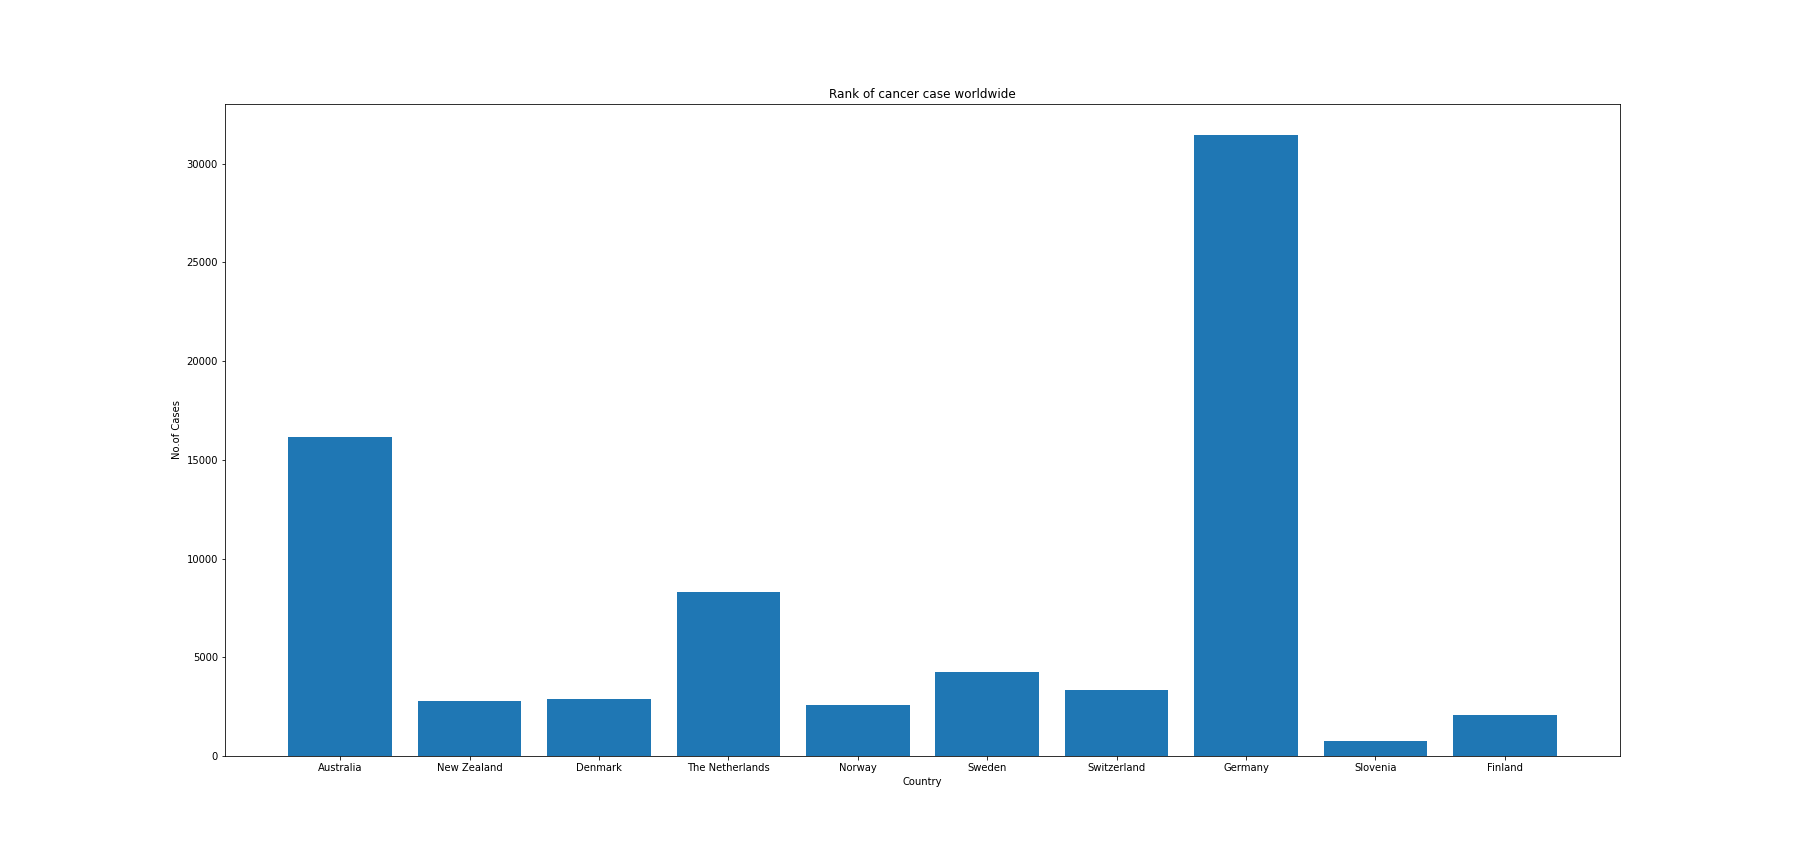 Rank of cancer case worldwide
No.of Cases
30000
25000
20000
15000
10000
5000
0
Australia New Zealand Denmark The Netherlands Norway Sweden Switzerland Germany Slovenia Finland
Country